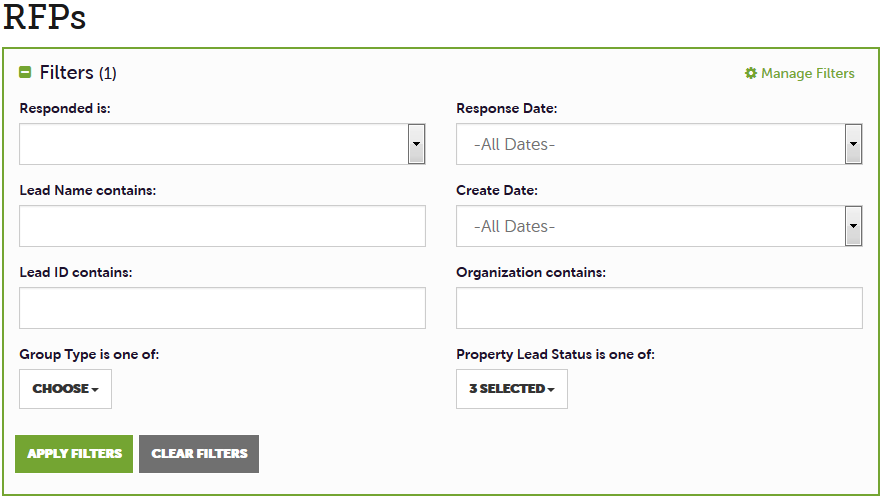 RFPs
Filters (1)
Manage Filters
Responded is:
Response Date:
-All Dates-
Lead Name contains:
Create Date:
-All Dates-
Lead ID contains:
Organization contains:
Group Type is one of:
Property Lead Status is one of:
CHOOSE
3 SELECTED
APPLY FILTERS
CLEAR FILTERS